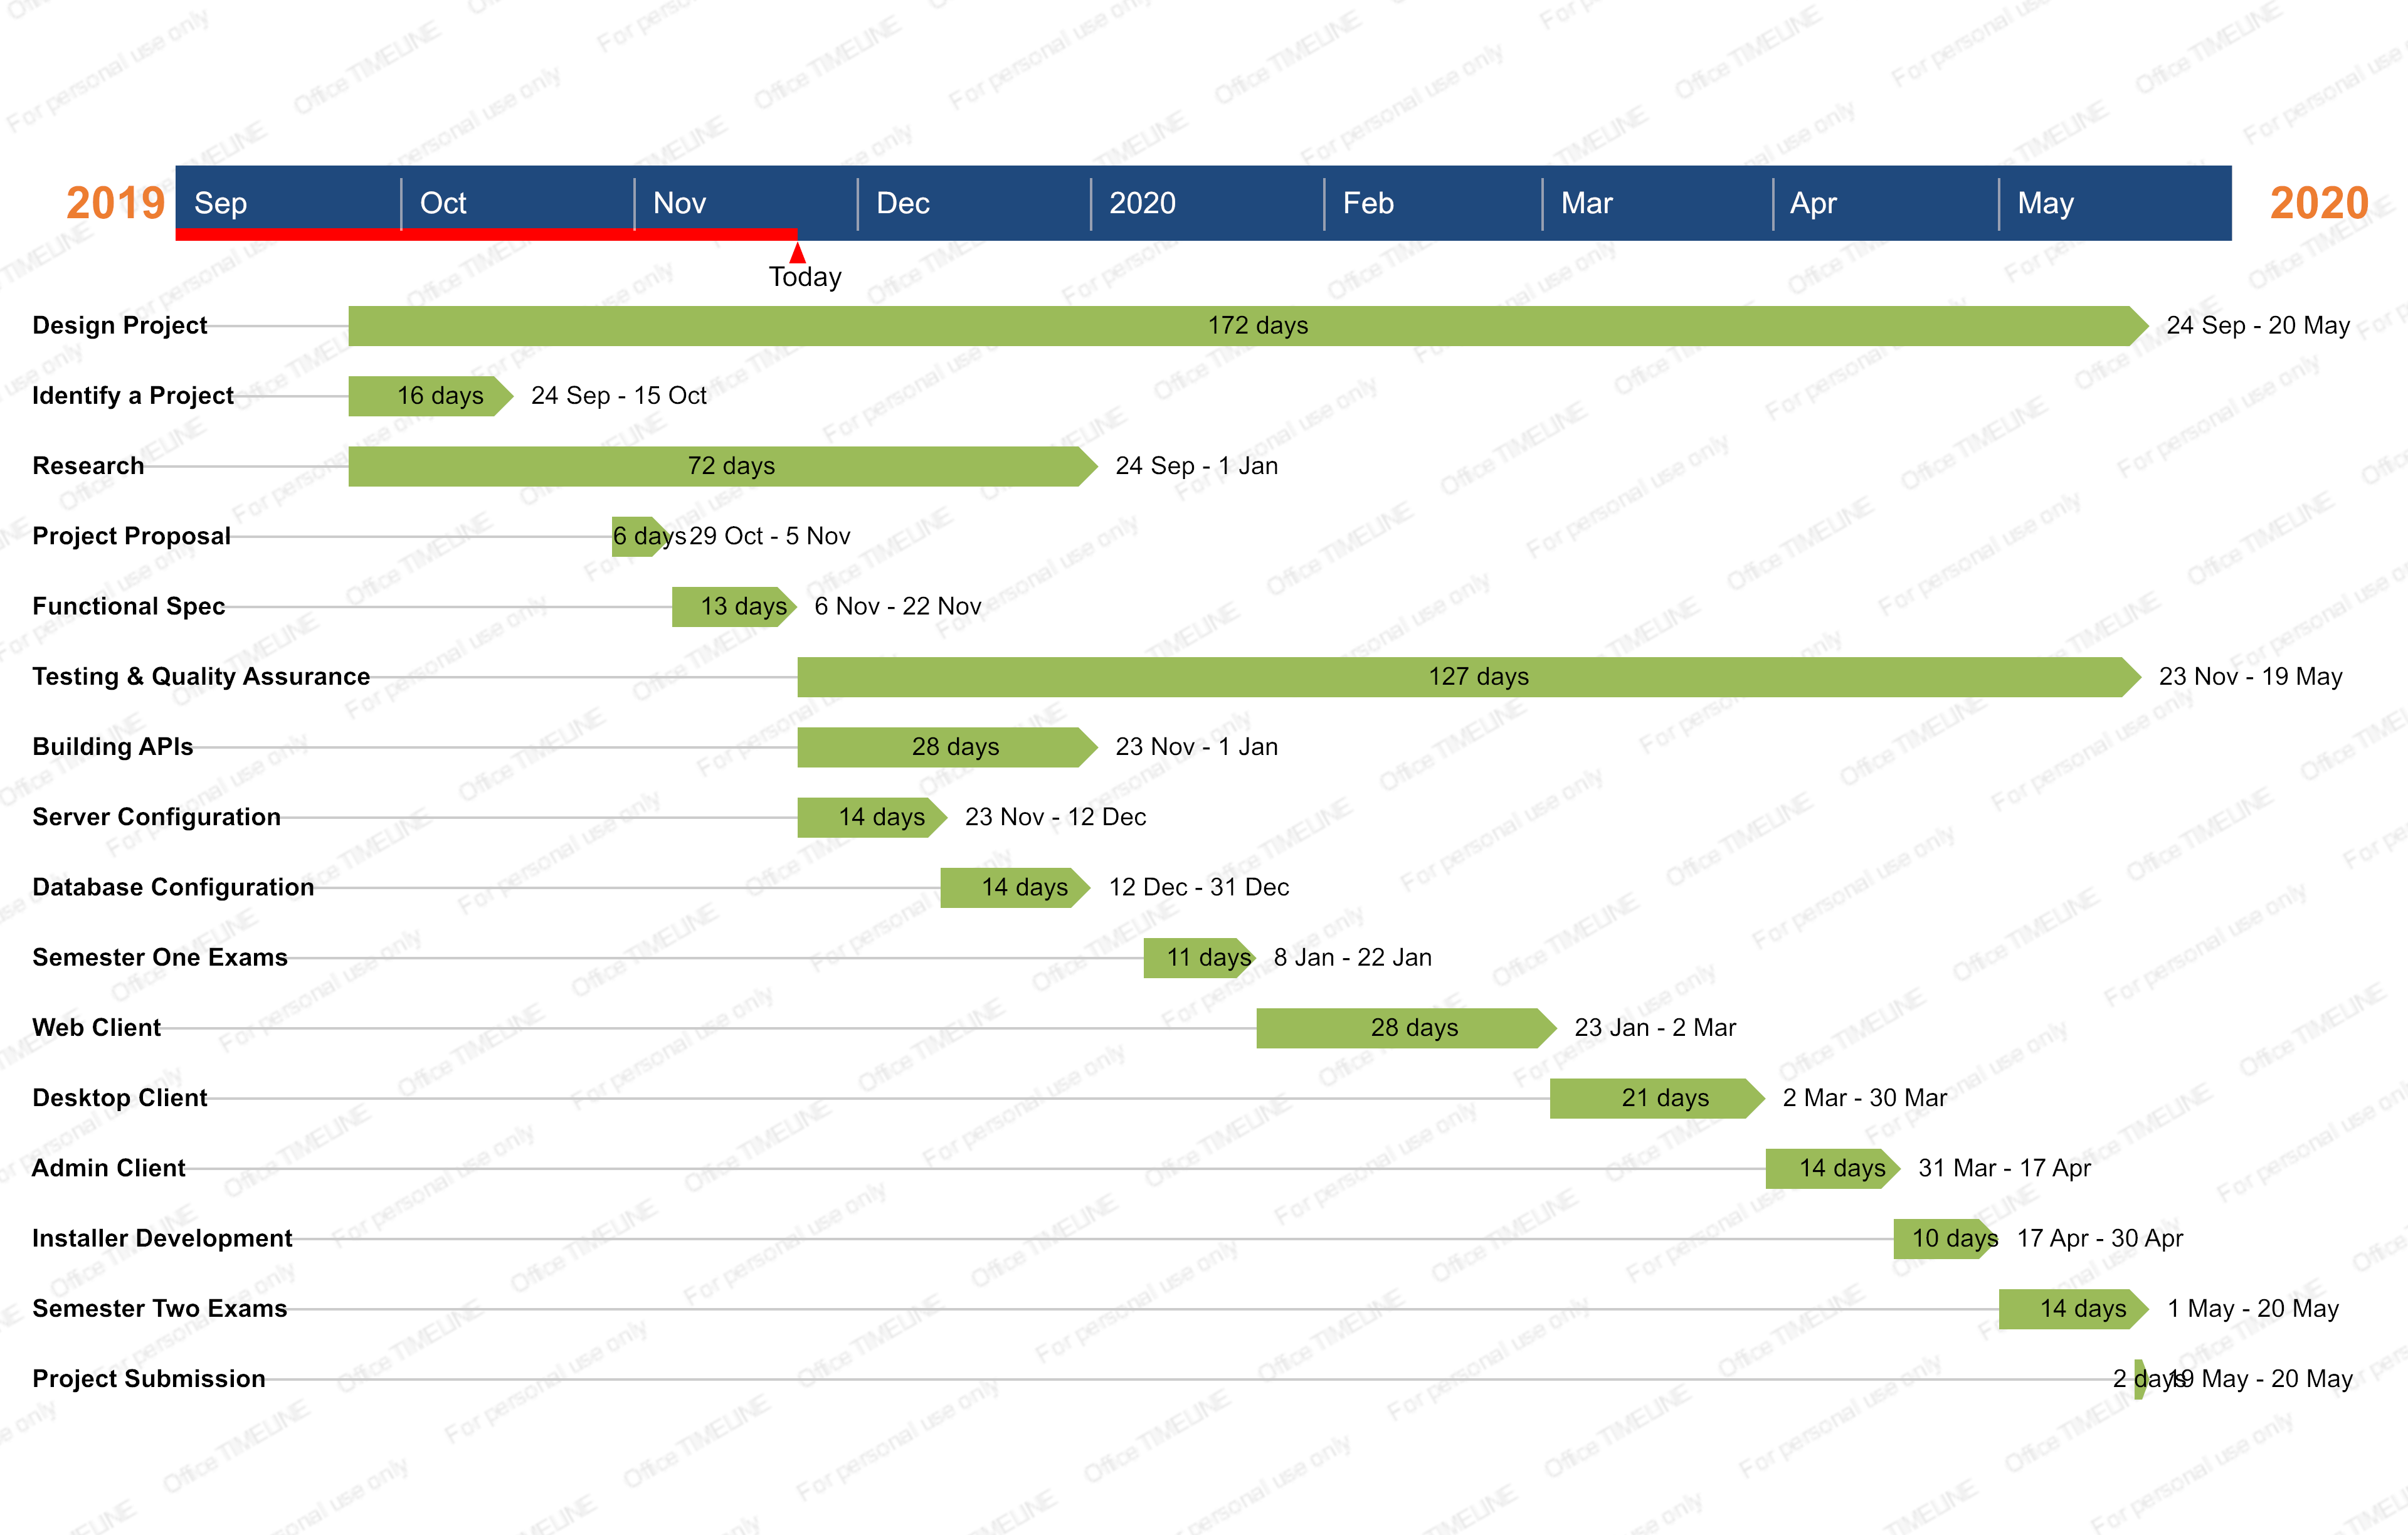 2019 Sep Oct Nov Dec 2020 Feb Mar Apr May 2020
Today
Design Project 172 days 24 Sep - 20 May
Identify a Project 16 days 24 Sep - 15 Oct
Research 72 days 24 Sep - 1 Jan
Project Proposal 6 days 29 Oct - 5 Nov
Functional Spec 13 days 6 Nov - 22 Nov
Testing & Quality Assurance 127 days 23 Nov - 19 May
Building APIs 28 days 23 Nov - 1 Jan
Server Configuration 14 days 23 Nov - 12 Dec
Database Configuration 14 days 12 Dec - 31 Dec
Semester One Exams 11 days 8 Jan - 22 Jan
Web Client 28 days 23 Jan - 2 Mar
Desktop Client 21 days 2 Mar - 30 Mar
Admin Client 14 days 31 Mar - 17 Apr
Installer Development 10 days 17 Apr - 30 Apr
Semester Two Exams 14 days 1 May - 20 May
Project Submission 2 days 19 May - 20 May
Office TIMELINE For personal use only